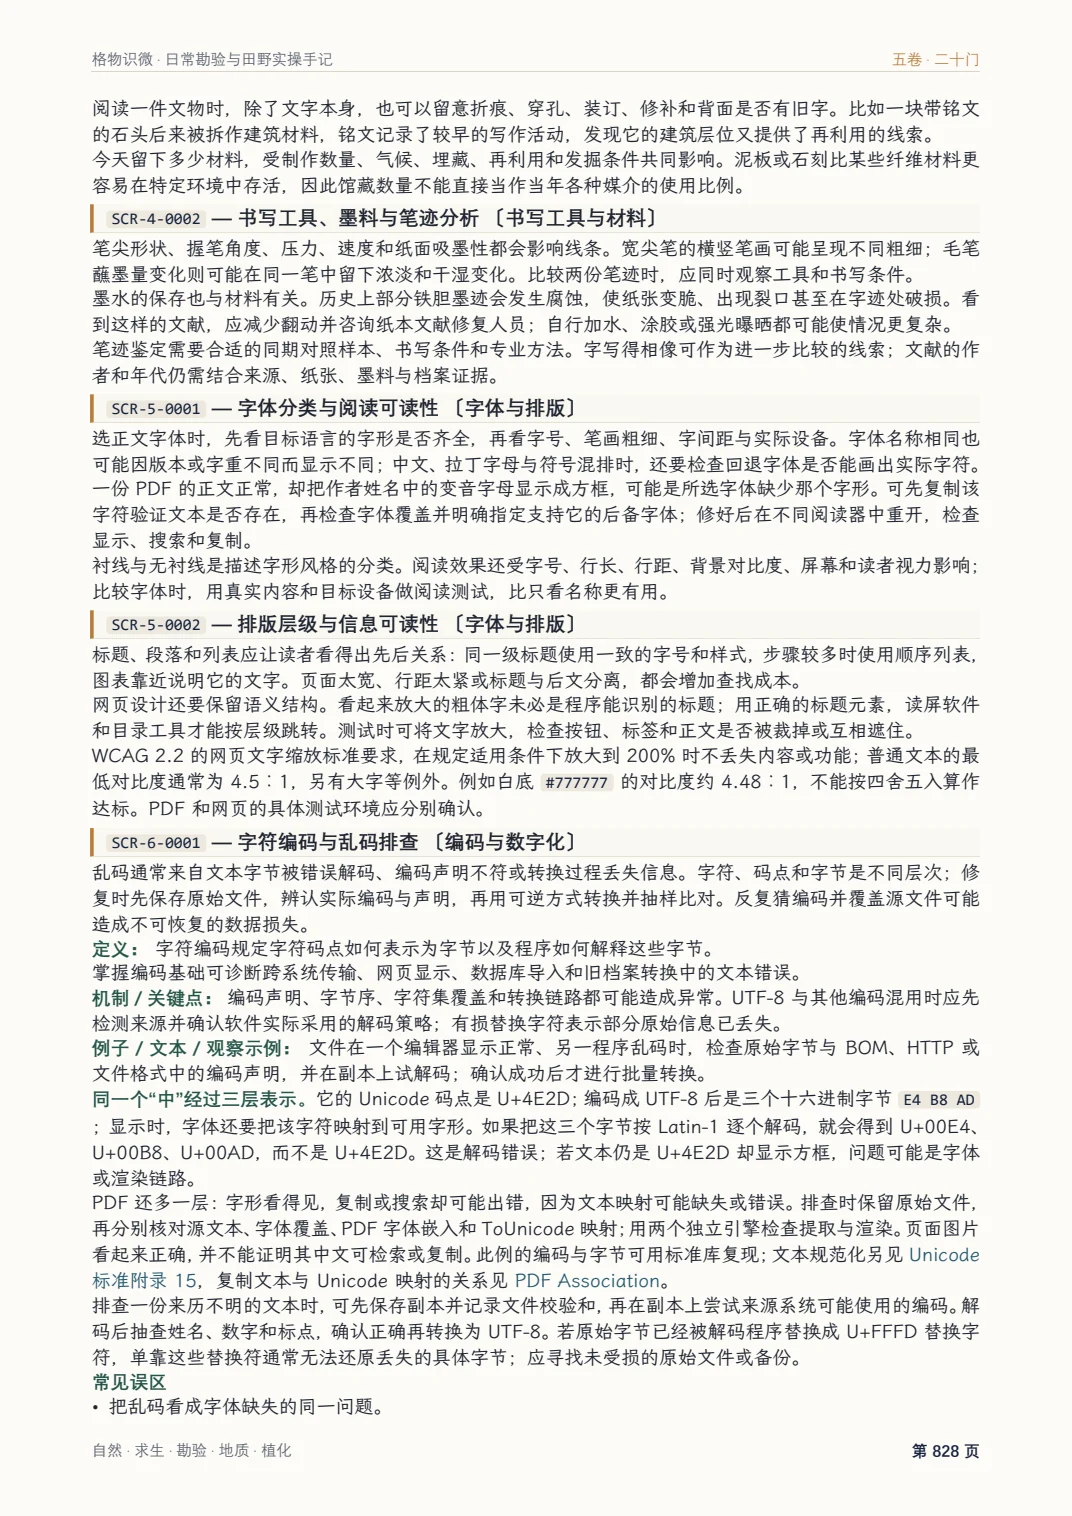 格物识微 · 日常勘验与田野实操手记
五卷 · 二十门
阅读一件文物时，除了文字本身，也可以留意折痕、穿孔、装订、修补和背面是否有旧字。比如一块带铭文
的石头后来被拆作建筑材料，铭文记录了较早的写作活动，发现它的建筑层位又提供了再利用的线索。
今天留下多少材料，受制作数量、气候、埋藏、再利用和发掘条件共同影响。泥板或石刻比某些纤维材料更
容易在特定环境中存活，因此馆藏数量不能直接当作当年各种媒介的使用比例。
SCR-4-0002 — 书写工具、墨料与笔迹分析 〔书写工具与材料〕
笔尖形状、握笔角度、压力、速度和纸面吸墨性都会影响线条。宽尖笔的横竖笔画可能呈现不同粗细；毛笔
蘸墨量变化则可能在同一笔中留下浓淡和干湿变化。比较两份笔迹时，应同时观察工具和书写条件。
墨水的保存也与材料有关。历史上部分铁胆墨迹会发生腐蚀，使纸张变脆、出现裂口甚至在字迹处破损。看
到这样的文献，应减少翻动并咨询纸本文献修复人员；自行加水、涂胶或强光曝晒都可能使情况更复杂。
笔迹鉴定需要合适的同期对照样本、书写条件和专业方法。字写得相像可作为进一步比较的线索；文献的作
者和年代仍需结合来源、纸张、墨料与档案证据。
SCR-5-0001 — 字体分类与阅读可读性 〔字体与排版〕
选正文字体时，先看目标语言的字形是否齐全，再看字号、笔画粗细、字间距与实际设备。字体名称相同也
可能因版本或字重不同而显示不同；中文、拉丁字母与符号混排时，还要检查回退字体是否能画出实际字符。
一份 PDF 的正文正常，却把作者姓名中的变音字母显示成方框，可能是所选字体缺少那个字形。可先复制该
字符验证文本是否存在，再检查字体覆盖并明确指定支持它的后备字体；修好后在不同阅读器中重开，检查
显示、搜索和复制。
衬线与无衬线是描述字形风格的分类。阅读效果还受字号、行长、行距、背景对比度、屏幕和读者视力影响；
比较字体时，用真实内容和目标设备做阅读测试，比只看名称更有用。
SCR-5-0002 — 排版层级与信息可读性 〔字体与排版〕
标题、段落和列表应让读者看得出先后关系：同一级标题使用一致的字号和样式，步骤较多时使用顺序列表，
图表靠近说明它的文字。页面太宽、行距太紧或标题与后文分离，都会增加查找成本。
网页设计还要保留语义结构。看起来放大的粗体字未必是程序能识别的标题；用正确的标题元素，读屏软件
和目录工具才能按层级跳转。测试时可将文字放大，检查按钮、标签和正文是否被裁掉或互相遮住。
WCAG 2.2 的网页文字缩放标准要求，在规定适用条件下放大到 200% 时不丢失内容或功能；普通文本的最
低对比度通常为 4.5∶1，另有大字等例外。例如白底 #777777 的对比度约 4.48∶1，不能按四舍五入算作
达标。PDF 和网页的具体测试环境应分别确认。
SCR-6-0001 — 字符编码与乱码排查 〔编码与数字化〕
乱码通常来自文本字节被错误解码、编码声明不符或转换过程丢失信息。字符、码点和字节是不同层次；修
复时先保存原始文件，辨认实际编码与声明，再用可逆方式转换并抽样比对。反复猜编码并覆盖源文件可能
造成不可恢复的数据损失。
定义： 字符编码规定字符码点如何表示为字节以及程序如何解释这些字节。
掌握编码基础可诊断跨系统传输、网页显示、数据库导入和旧档案转换中的文本错误。
机制 / 关键点： 编码声明、字节序、字符集覆盖和转换链路都可能造成异常。UTF-8 与其他编码混用时应先
检测来源并确认软件实际采用的解码策略；有损替换字符表示部分原始信息已丢失。
例子 / 文本 / 观察示例： 文件在一个编辑器显示正常、另一程序乱码时，检查原始字节与 BOM、HTTP 或
文件格式中的编码声明，并在副本上试解码；确认成功后才进行批量转换。
同一个“中”经过三层表示。它的 Unicode 码点是 U+4E2D；编码成 UTF-8 后是三个十六进制字节 E4 B8 AD
；显示时，字体还要把该字符映射到可用字形。如果把这三个字节按 Latin-1 逐个解码，就会得到 U+00E4、
U+00B8、U+00AD，而不是 U+4E2D。这是解码错误；若文本仍是 U+4E2D 却显示方框，问题可能是字体
或渲染链路。
PDF 还多一层：字形看得见，复制或搜索却可能出错，因为文本映射可能缺失或错误。排查时保留原始文件，
再分别核对源文本、字体覆盖、PDF 字体嵌入和 ToUnicode 映射；用两个独立引擎检查提取与渲染。页面图片
看起来正确，并不能证明其中文可检索或复制。此例的编码与字节可用标准库复现；文本规范化另见 Unicode
标准附录 15，复制文本与 Unicode 映射的关系见 PDF Association。
排查一份来历不明的文本时，可先保存副本并记录文件校验和，再在副本上尝试来源系统可能使用的编码。解
码后抽查姓名、数字和标点，确认正确再转换为 UTF-8。若原始字节已经被解码程序替换成 U+FFFD 替换字
符，单靠这些替换符通常无法还原丢失的具体字节；应寻找未受损的原始文件或备份。
常见误区
• 把乱码看成字体缺失的同一问题。
自然 · 求生 · 勘验 · 地质 · 植化
第 828 页